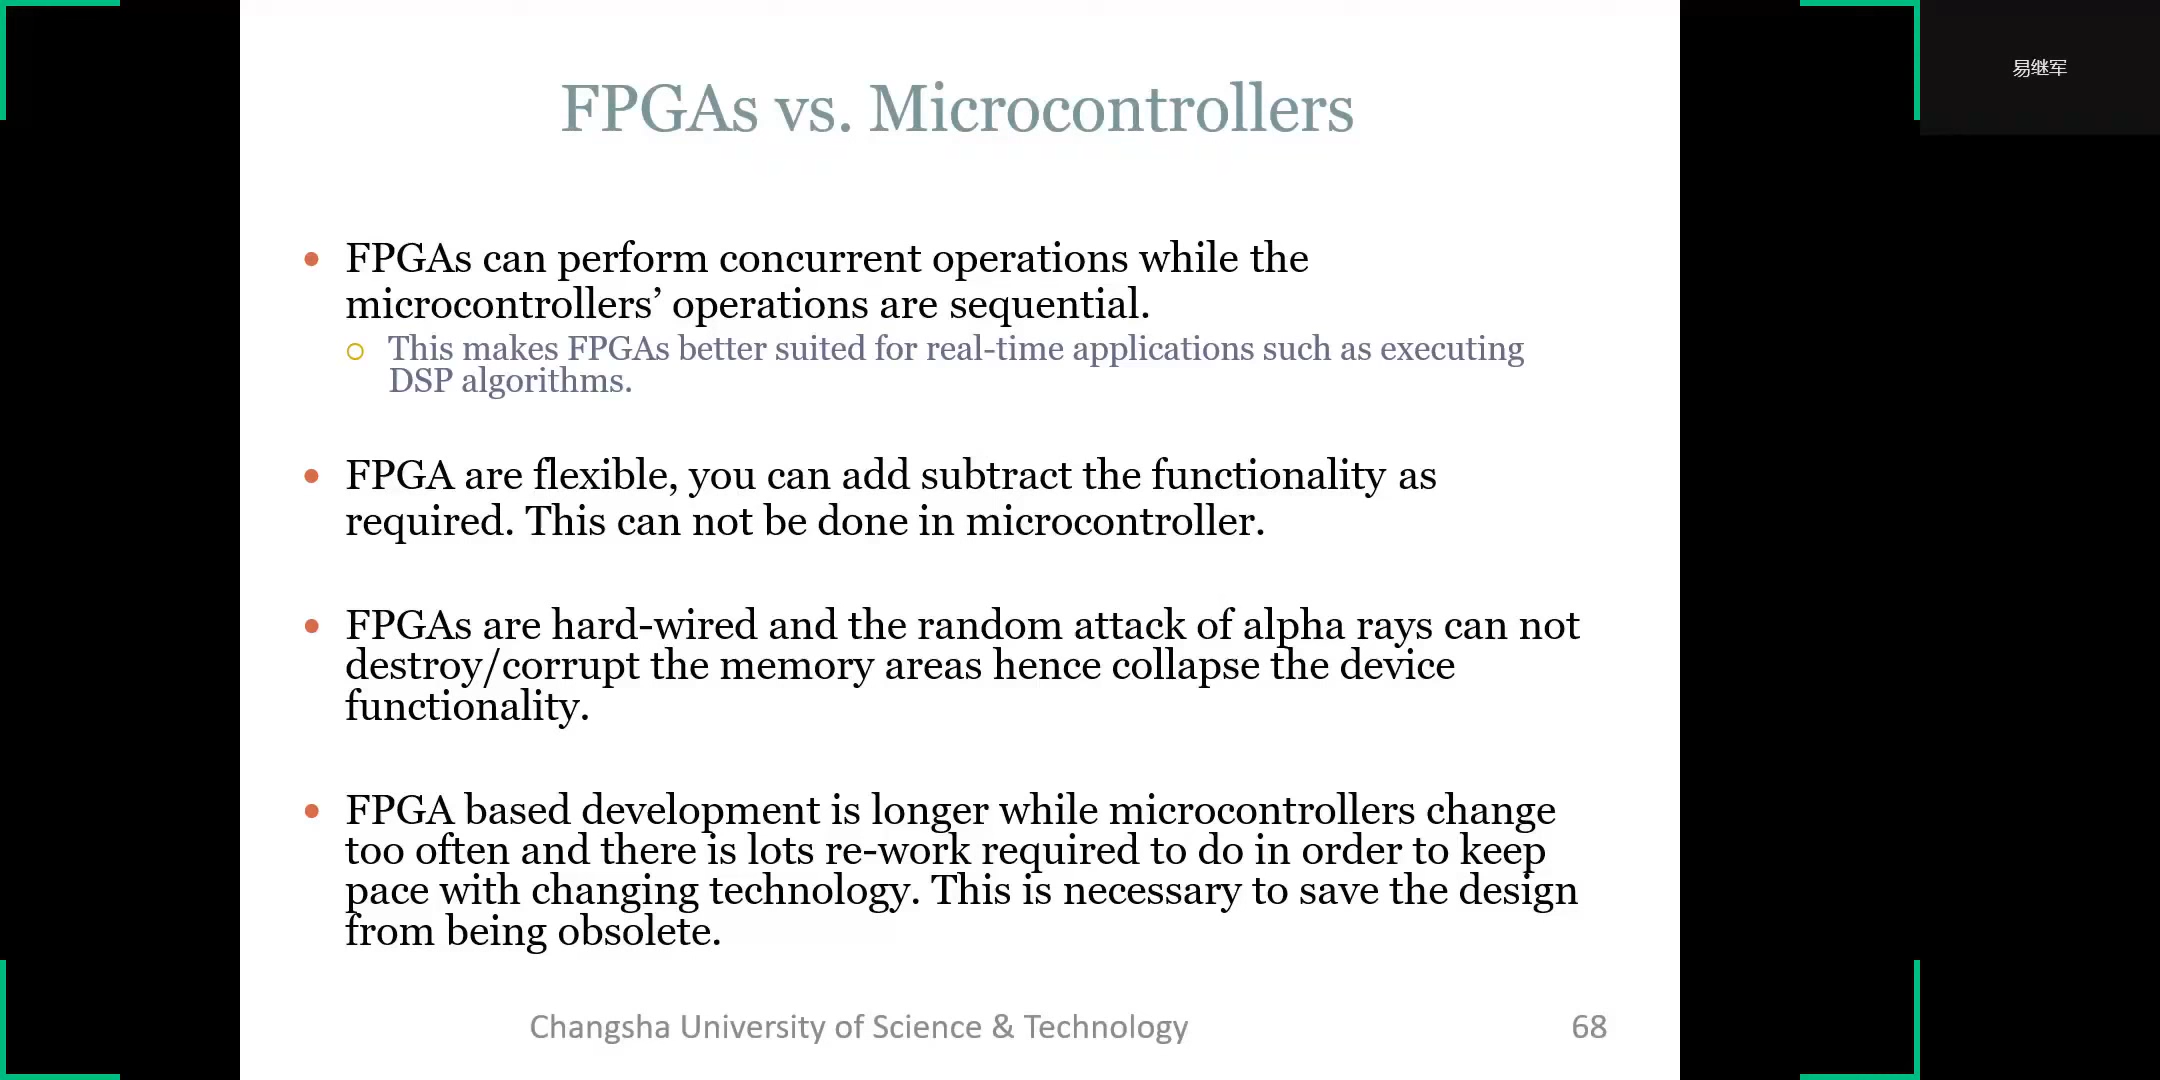 易继军
FPGAs vs. Microcontrollers
• FPGAs can perform concurrent operations while the
microcontrollers’ operations are sequential.
○ This makes FPGAs better suited for real-time applications such as executing
DSP algorithms.
• FPGA are flexible, you can add subtract the functionality as
required. This can not be done in microcontroller.
• FPGAs are hard-wired and the random attack of alpha rays can not
destroy/corrupt the memory areas hence collapse the device
functionality.
• FPGA based development is longer while microcontrollers change
too often and there is lots re-work required to do in order to keep
pace with changing technology. This is necessary to save the design
from being obsolete.
Changsha University of Science & Technology
68